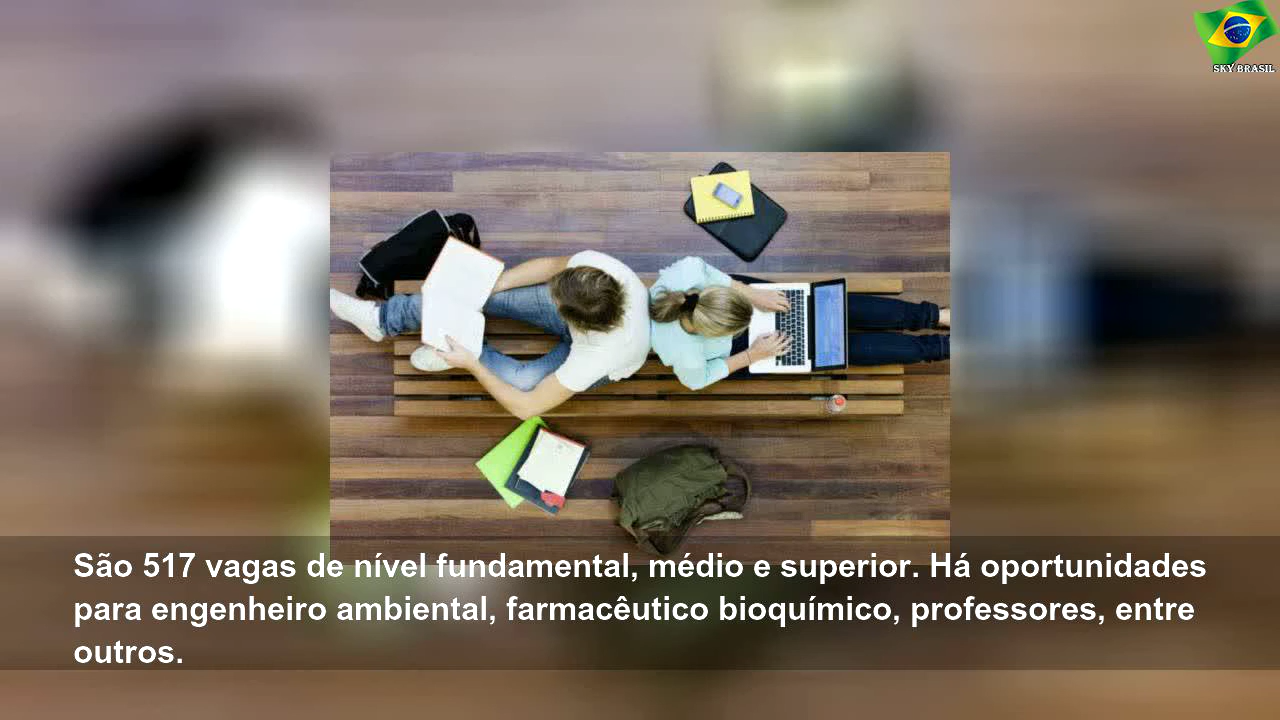 SKY BRASIL
São 517 vagas de nível fundamental, médio e superior. Há oportunidades
para engenheiro ambiental, farmacêutico bioquímico, professores, entre
outros.